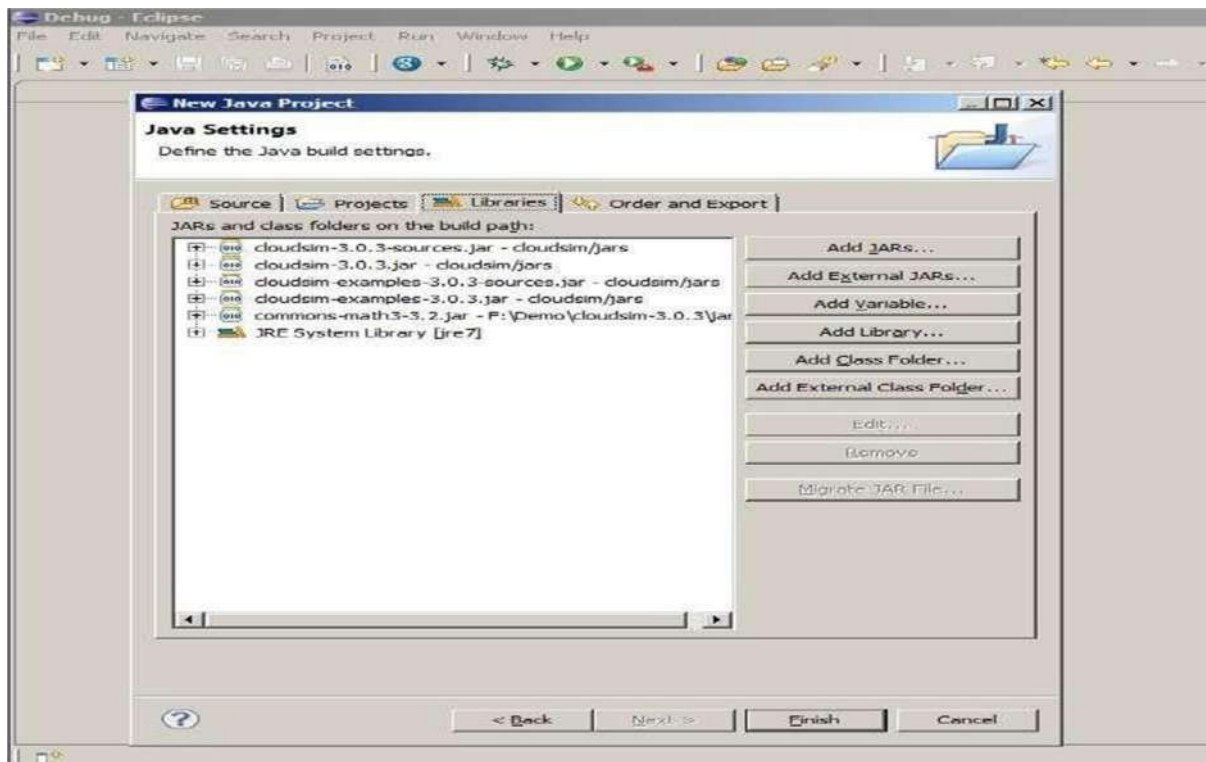 Debug - Eclipse
File Edit Navigate Search Project Run Window Help
New Java Project
Java Settings
Define the Java build settings.
Source Projects Libraries Order and Export
JARs and class folders on the build path:
cloudsim-3.0.3-sources.jar - cloudsim/jars
cloudsim-3.0.3.jar - cloudsim/jars
cloudsim-examples-3.0.3-sources.jar - cloudsim/jars
cloudsim-examples-3.0.3.jar - cloudsim/jars
commons-math3-3.2.jar - F:\Demo\cloudsim-3.0.3\jar
JRE System Library [jre7]
Add JARs...
Add External JARs...
Add Variable...
Add Library...
Add Class Folder...
Add External Class Folder...
Edit...
Remove
Migrate JAR File...
< Back Next > Finish Cancel